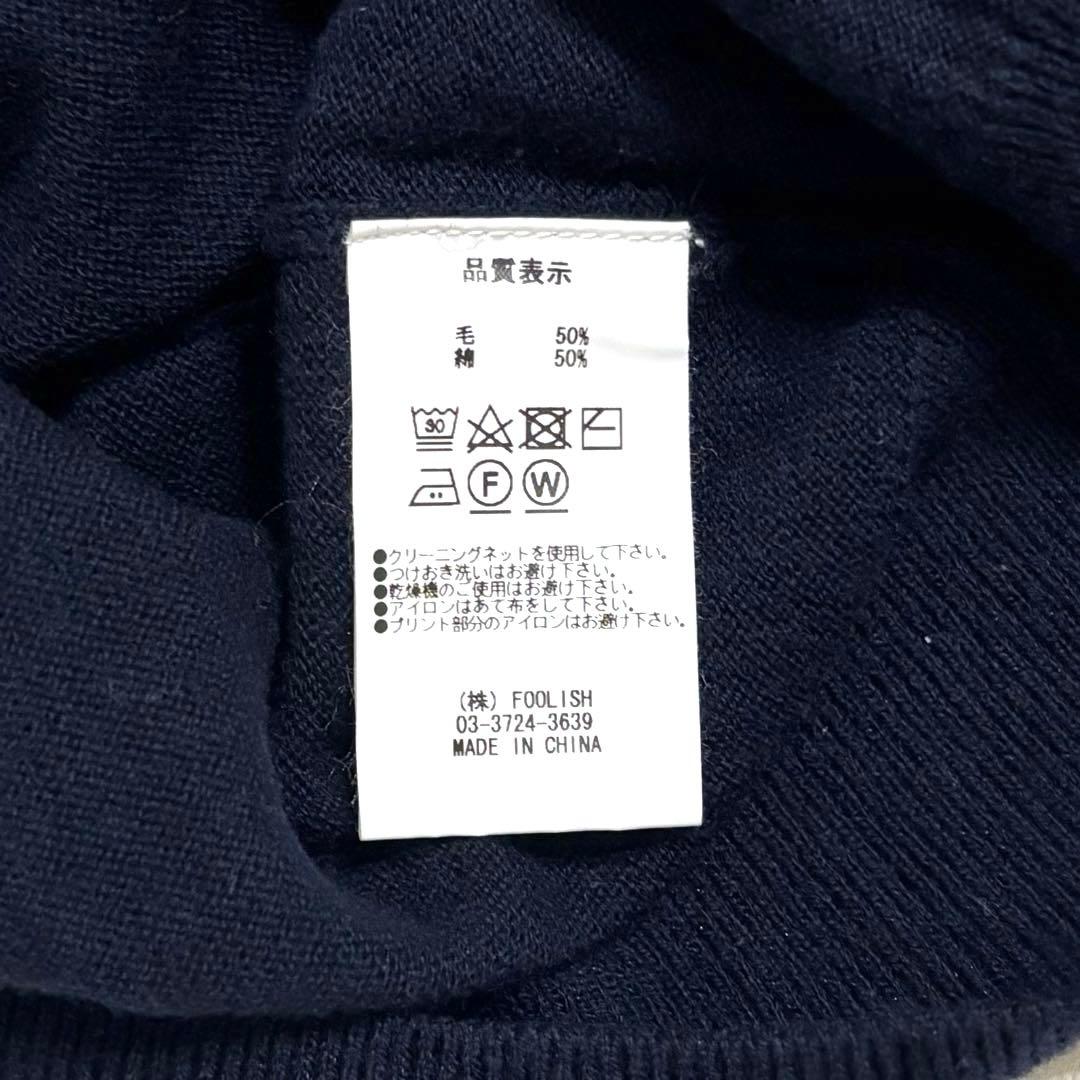 品質表示
毛 50%
綿 50%
30
F W
●クリーニングネットを使用して下さい。
●つけおき洗いはお避け下さい。
●乾燥機のご使用はお避け下さい。
●アイロンはあて布をして下さい。
●プリント部分のアイロンはお避け下さい。
(株) FOOLISH
03-3724-3639
MADE IN CHINA